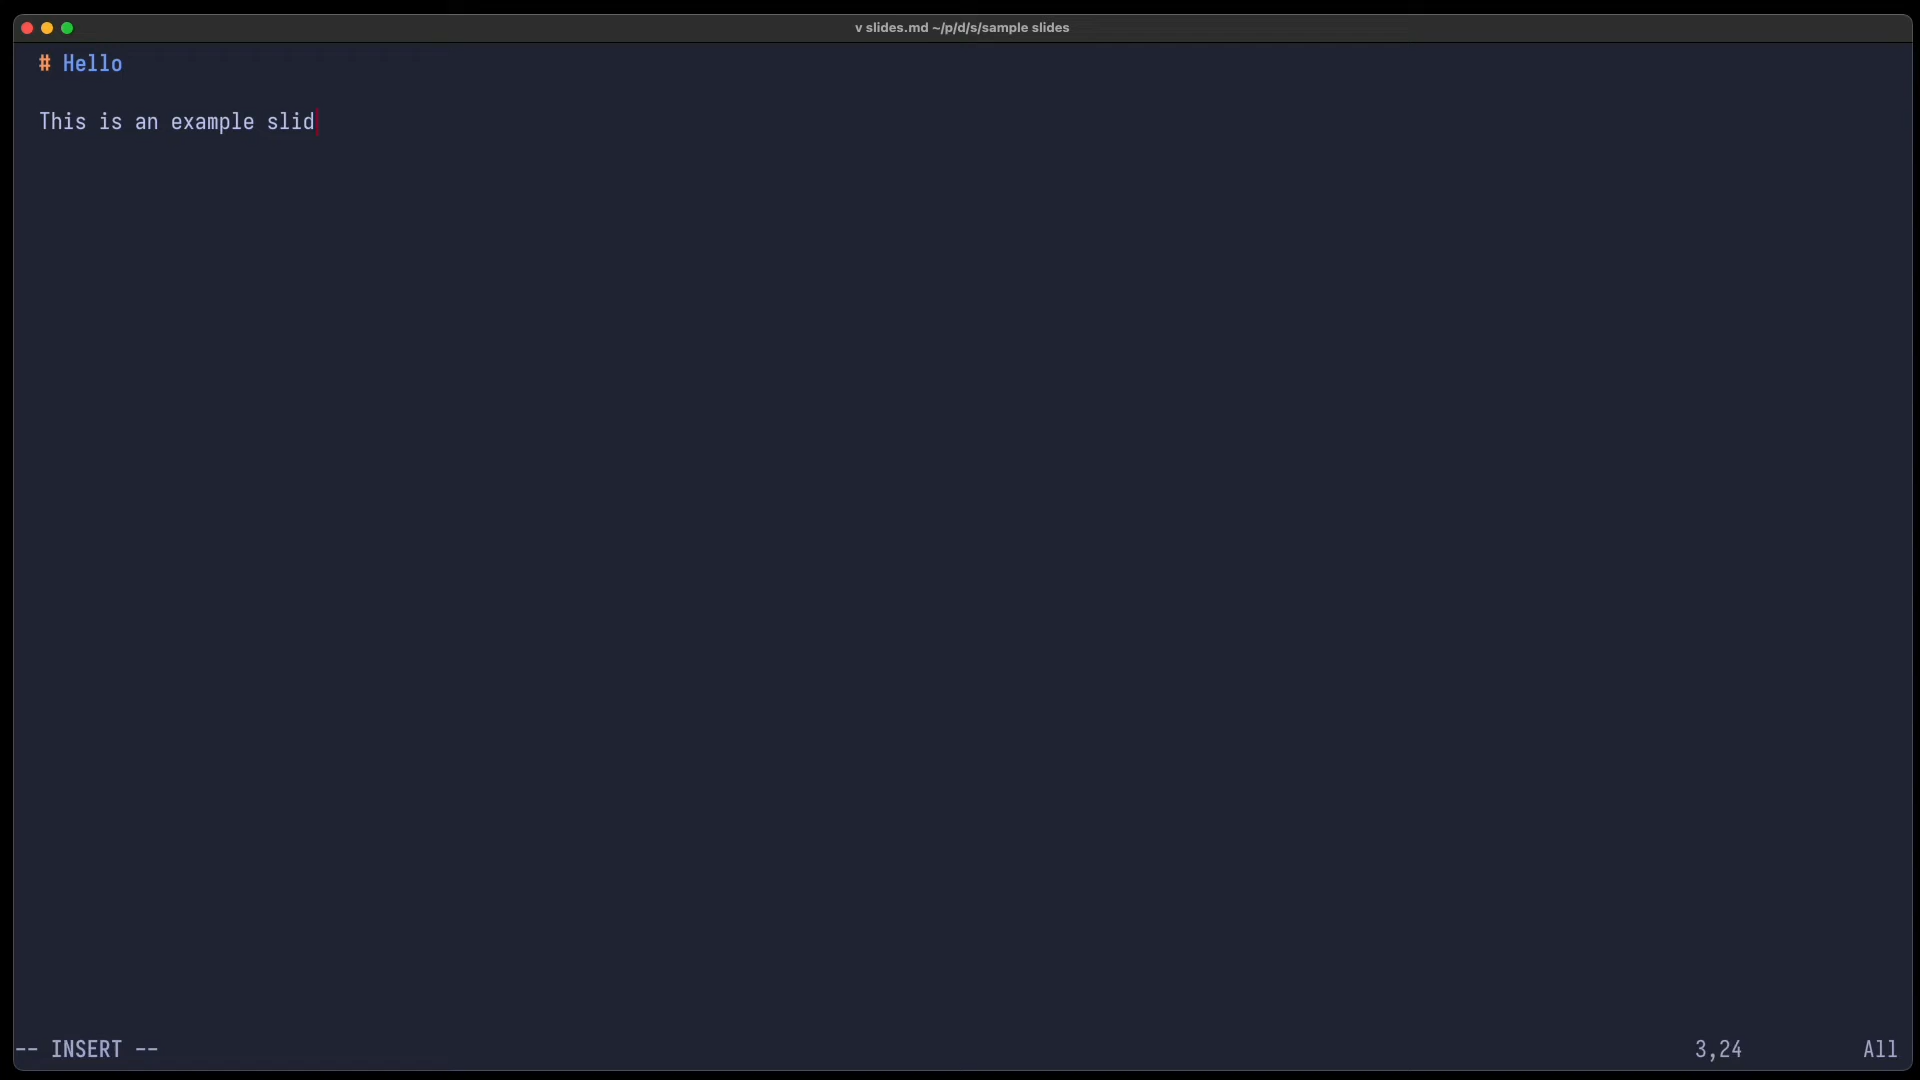 v slides.md ~/p/d/s/sample slides
# Hello
This is an example slid
-- INSERT --
3,24 All